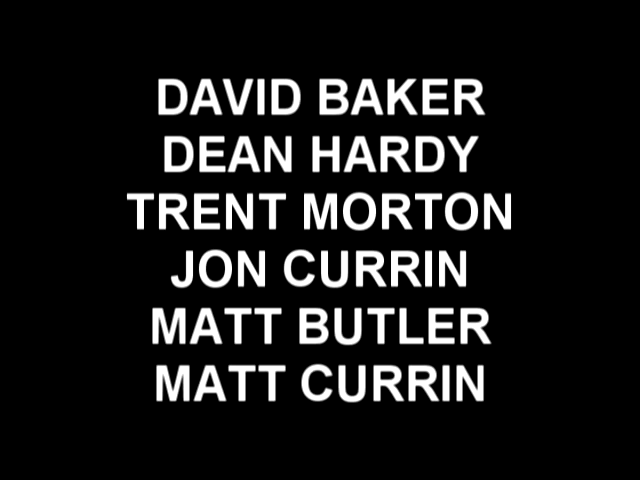 DAVID BAKER
DEAN HARDY
TRENT MORTON
JON CURRIN
MATT BUTLER
MATT CURRIN